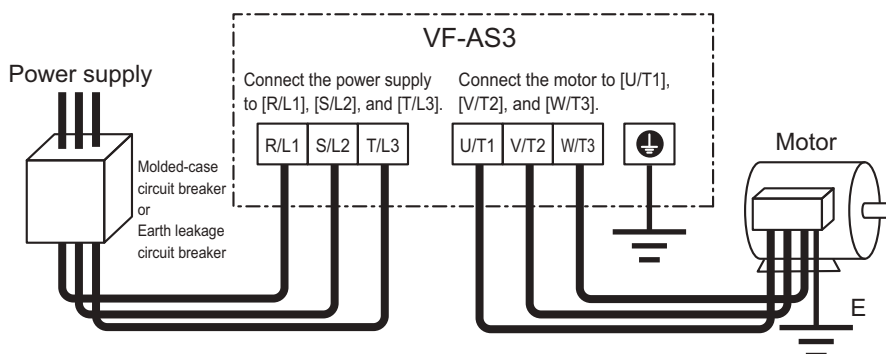 VF-AS3
Power supply
Connect the power supply
to [R/L1], [S/L2], and [T/L3].
Connect the motor to [U/T1],
[V/T2], and [W/T3].
R/L1 S/L2 T/L3
U/T1 V/T2 W/T3
Motor
Molded-case
circuit breaker
or
Earth leakage
circuit breaker
E